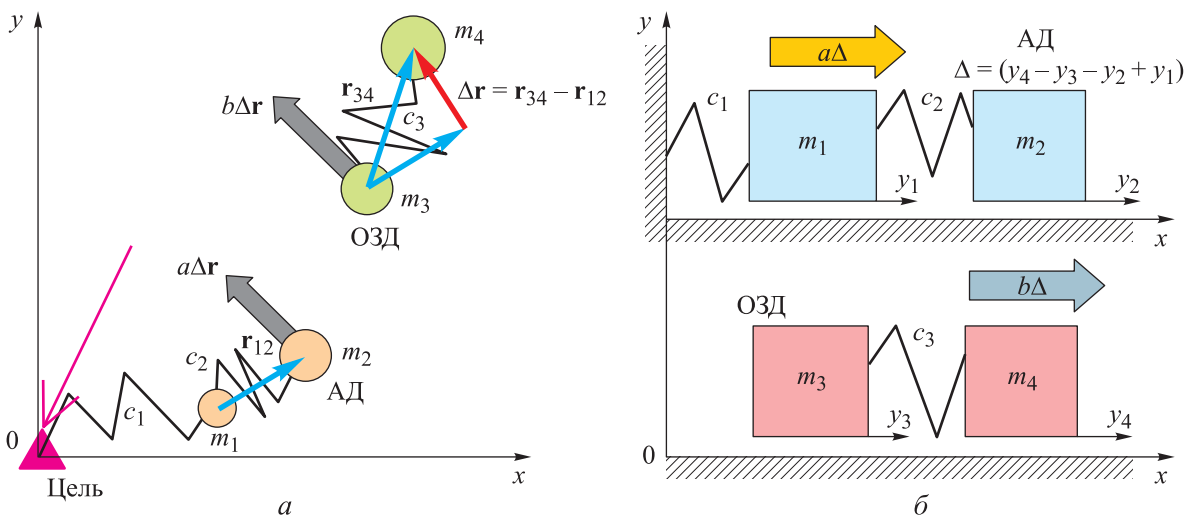 y
m₄
r₃₄
Δr = r₃₄ – r₁₂
c₃
bΔr
m₃
ОЗД
aΔr
r₁₂
c₂
m₂
АД
c₁
m₁
0
x
Цель
а
y
aΔ
АД
Δ = (y₄ – y₃ – y₂ + y₁)
c₁
c₂
m₁
m₂
y₁
y₂
x
bΔ
ОЗД
c₃
m₃
m₄
y₃
y₄
0
x
б